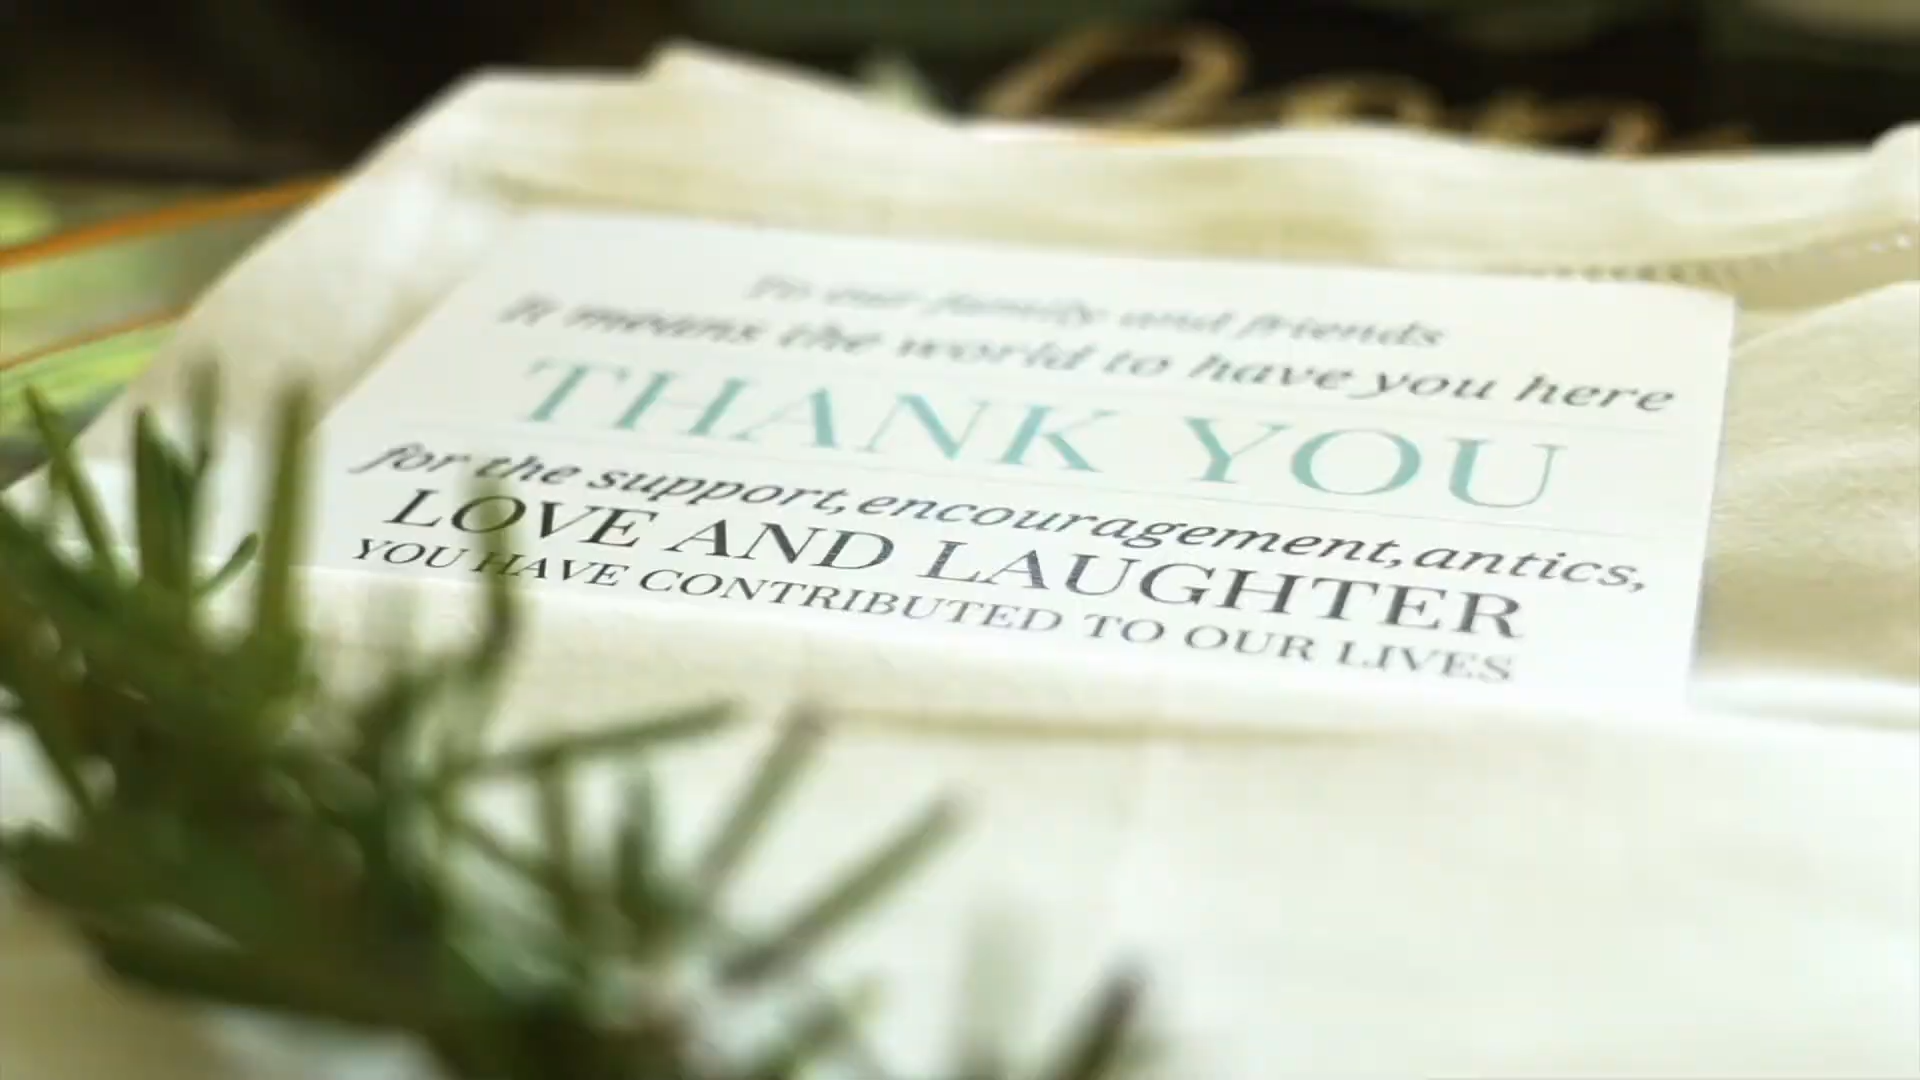 To our family and friends
It means the world to have you here
THANK YOU
for the support, encouragement, antics,
LOVE AND LAUGHTER
YOU HAVE CONTRIBUTED TO OUR LIVES